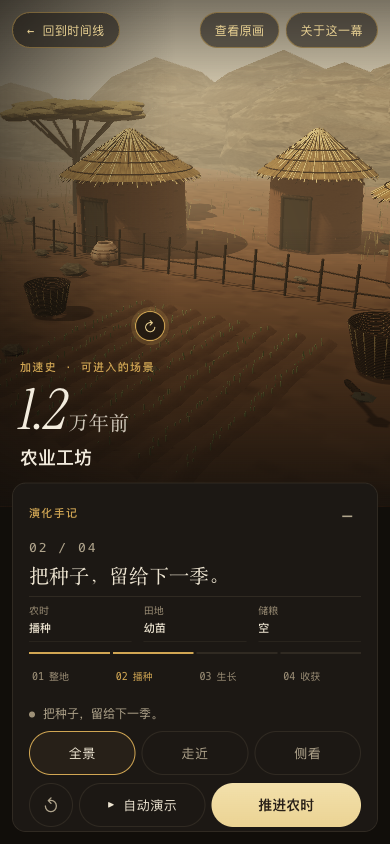 ← 回到时间线
查看原画
关于这一幕
加速史 · 可进入的场景
1.2万年前
农业工坊
演化手记
02 / 04
把种子，留给下一季。
农时 田地 储粮
播种 幼苗 空
01 整地 02 播种 03 生长 04 收获
把种子，留给下一季。
全景 走近 侧看
自动演示 推进农时